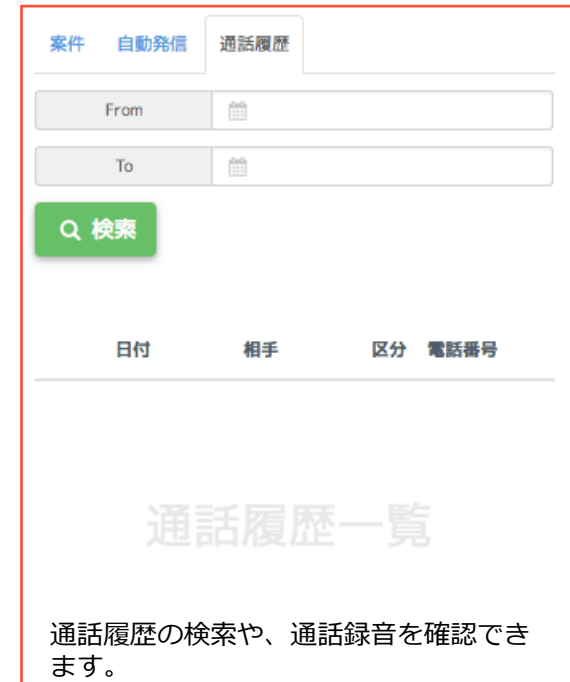 案件 自動発信 通話履歴
From
To
検索
日付 相手 区分 電話番号
通話履歴一覧
通話履歴の検索や、通話録音を確認でき
ます。